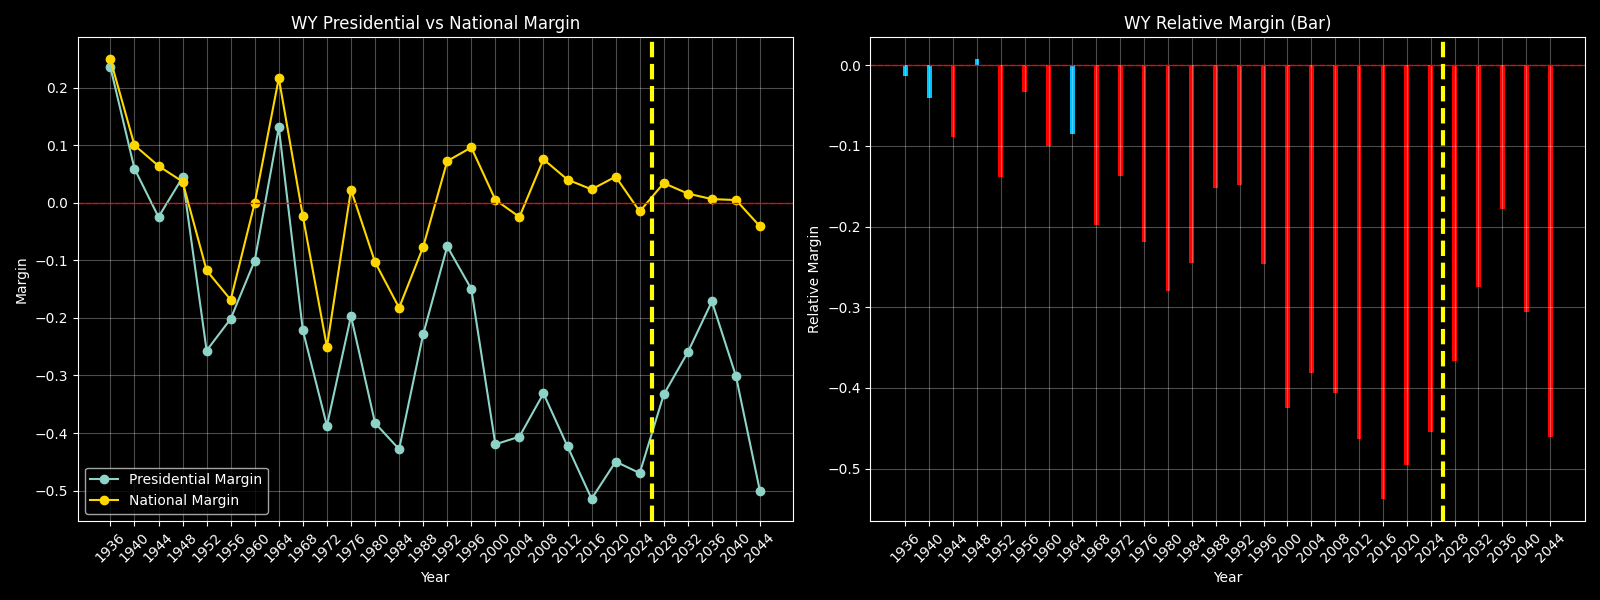 WY Presidential vs National Margin
Margin
0.2
0.1
0.0
−0.1
−0.2
−0.3
−0.4
−0.5
Presidential Margin
National Margin
1936 1940 1944 1948 1952 1956 1960 1964 1968 1972 1976 1980 1984 1988 1992 1996 2000 2004 2008 2012 2016 2020 2024 2028 2032 2036 2040 2044
Year
WY Relative Margin (Bar)
Relative Margin
0.0
−0.1
−0.2
−0.3
−0.4
−0.5
1936 1940 1944 1948 1952 1956 1960 1964 1968 1972 1976 1980 1984 1988 1992 1996 2000 2004 2008 2012 2016 2020 2024 2028 2032 2036 2040 2044
Year